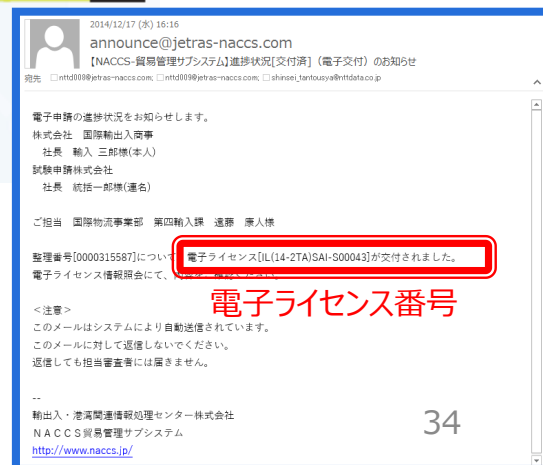 2014/12/17 (水) 16:16
announce@jetras-naccs.com
【NACCS-貿易管理サブシステム】進捗状況[交付済]（電子交付）のお知らせ
宛先 nttd008@jetras-naccs.com; nttd009@jetras-naccs.com; shinsei_tantousya@nttdata.co.jp
電子申請の進捗状況をお知らせします。
株式会社　国際輸出入商事
社長　輸入 三郎様(本人)
試験申請株式会社
社長　統括一郎様(連名)
ご担当　国際物流事業部　第四輸入課　遠藤　康人様
整理番号[0000315587]につい 電子ライセンス[IL(14-2TA)SAI-S00043]が交付されました。
電子ライセンス情報照会にて、
電子ライセンス番号
＜注意＞
このメールはシステムにより自動送信されています。
このメールに対して返信しないでください。
返信しても担当審査者には届きません。
--
輸出入・港湾関連情報処理センター株式会社
ＮＡＣＣＳ貿易管理サブシステム
http://www.naccs.jp/
34